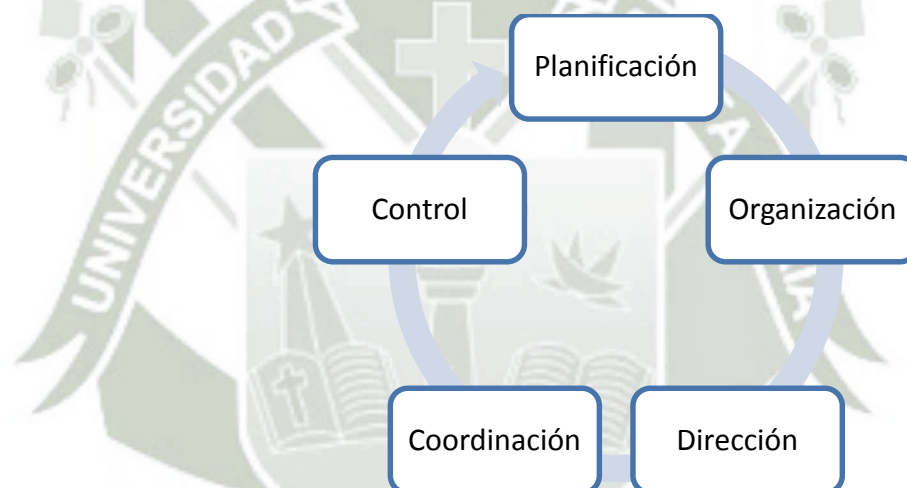 Planificación
Organización
Dirección
Coordinación
Control
UNIVERSIDAD